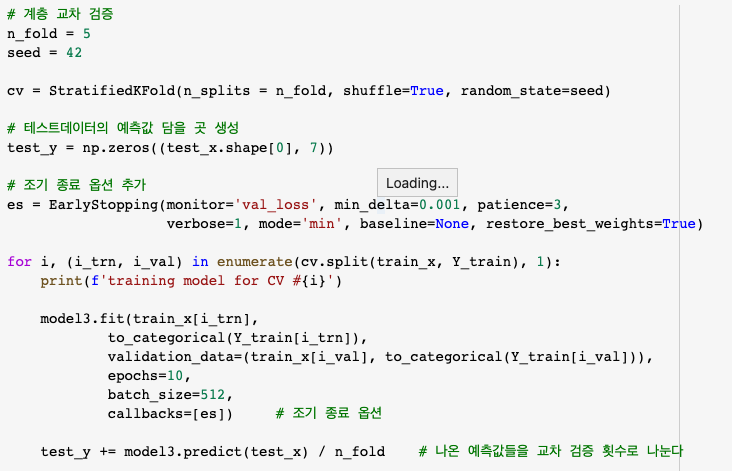 # 계층 교차 검증
n_fold = 5
seed = 42
cv = StratifiedKFold(n_splits = n_fold, shuffle=True, random_state=seed)
# 테스트데이터의 예측값 담을 곳 생성
test_y = np.zeros((test_x.shape[0], 7))
# 조기 종료 옵션 추가
Loading...
es = EarlyStopping(monitor='val_loss', min_delta=0.001, patience=3,
verbose=1, mode='min', baseline=None, restore_best_weights=True)
for i, (i_trn, i_val) in enumerate(cv.split(train_x, Y_train), 1):
print(f'training model for CV #{i}')
model3.fit(train_x[i_trn],
to_categorical(Y_train[i_trn]),
validation_data=(train_x[i_val], to_categorical(Y_train[i_val])),
epochs=10,
batch_size=512,
callbacks=[es]) # 조기 종료 옵션
test_y += model3.predict(test_x) / n_fold # 나온 예측값들을 교차 검증 횟수로 나눈다